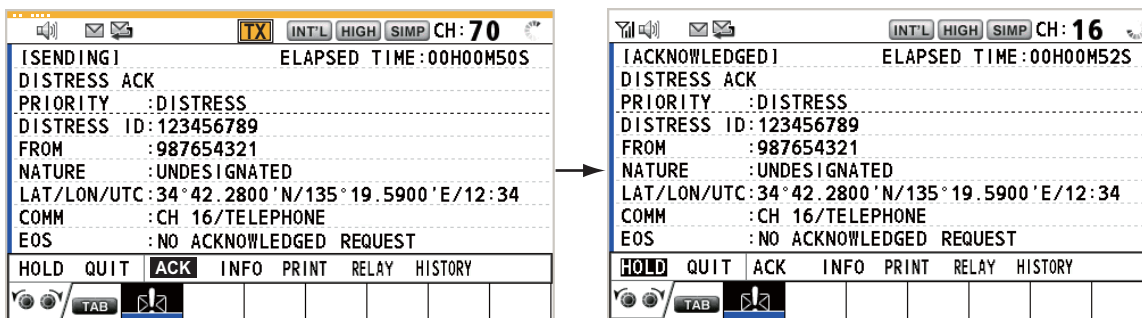 TX INT'L HIGH SIMP CH: 70
[SENDING] ELAPSED TIME:00H00M50S
DISTRESS ACK
PRIORITY :DISTRESS
DISTRESS ID:123456789
FROM :987654321
NATURE :UNDESIGNATED
LAT/LON/UTC:34°42.2800'N/135°19.5900'E/12:34
COMM :CH 16/TELEPHONE
EOS :NO ACKNOWLEDGED REQUEST
HOLD QUIT ACK INFO PRINT RELAY HISTORY
TAB
INT'L HIGH SIMP CH: 16
[ACKNOWLEDGED] ELAPSED TIME:00H00M52S
DISTRESS ACK
PRIORITY :DISTRESS
DISTRESS ID:123456789
FROM :987654321
NATURE :UNDESIGNATED
LAT/LON/UTC:34°42.2800'N/135°19.5900'E/12:34
COMM :CH 16/TELEPHONE
EOS :NO ACKNOWLEDGED REQUEST
HOLD QUIT ACK INFO PRINT RELAY HISTORY
TAB